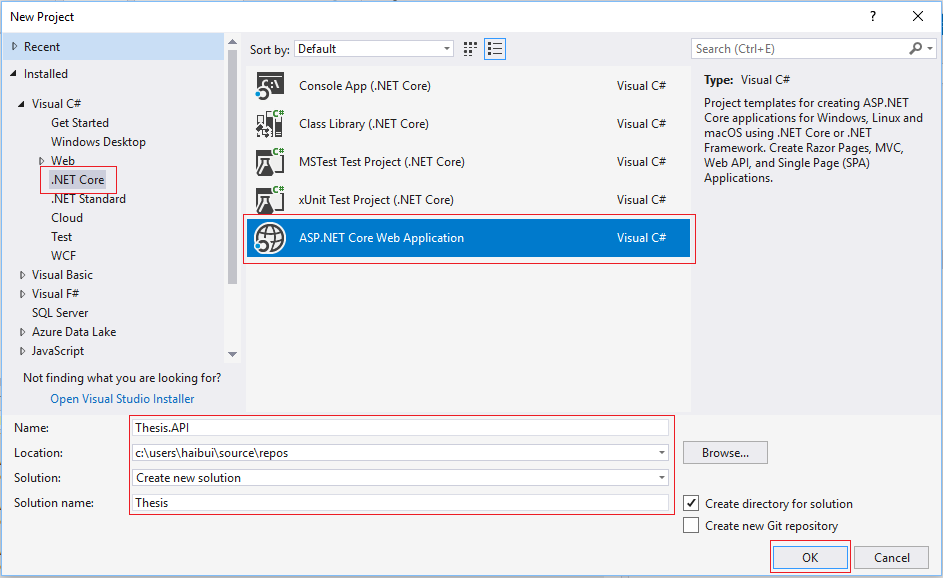 New Project
?
Recent
Installed
Visual C#
Get Started
Windows Desktop
Web
.NET Core
.NET Standard
Cloud
Test
WCF
Visual Basic
Visual F#
SQL Server
Azure Data Lake
JavaScript
Not finding what you are looking for?
Open Visual Studio Installer
Sort by: Default
Console App (.NET Core) Visual C#
Class Library (.NET Core) Visual C#
MSTest Test Project (.NET Core) Visual C#
xUnit Test Project (.NET Core) Visual C#
ASP.NET Core Web Application Visual C#
Search (Ctrl+E)
Type: Visual C#
Project templates for creating ASP.NET
Core applications for Windows, Linux and
macOS using .NET Core or .NET
Framework. Create Razor Pages, MVC,
Web API, and Single Page (SPA)
Applications.
Name: Thesis.API
Location: c:\users\haibui\source\repos
Browse...
Solution: Create new solution
Solution name: Thesis
Create directory for solution
Create new Git repository
OK
Cancel